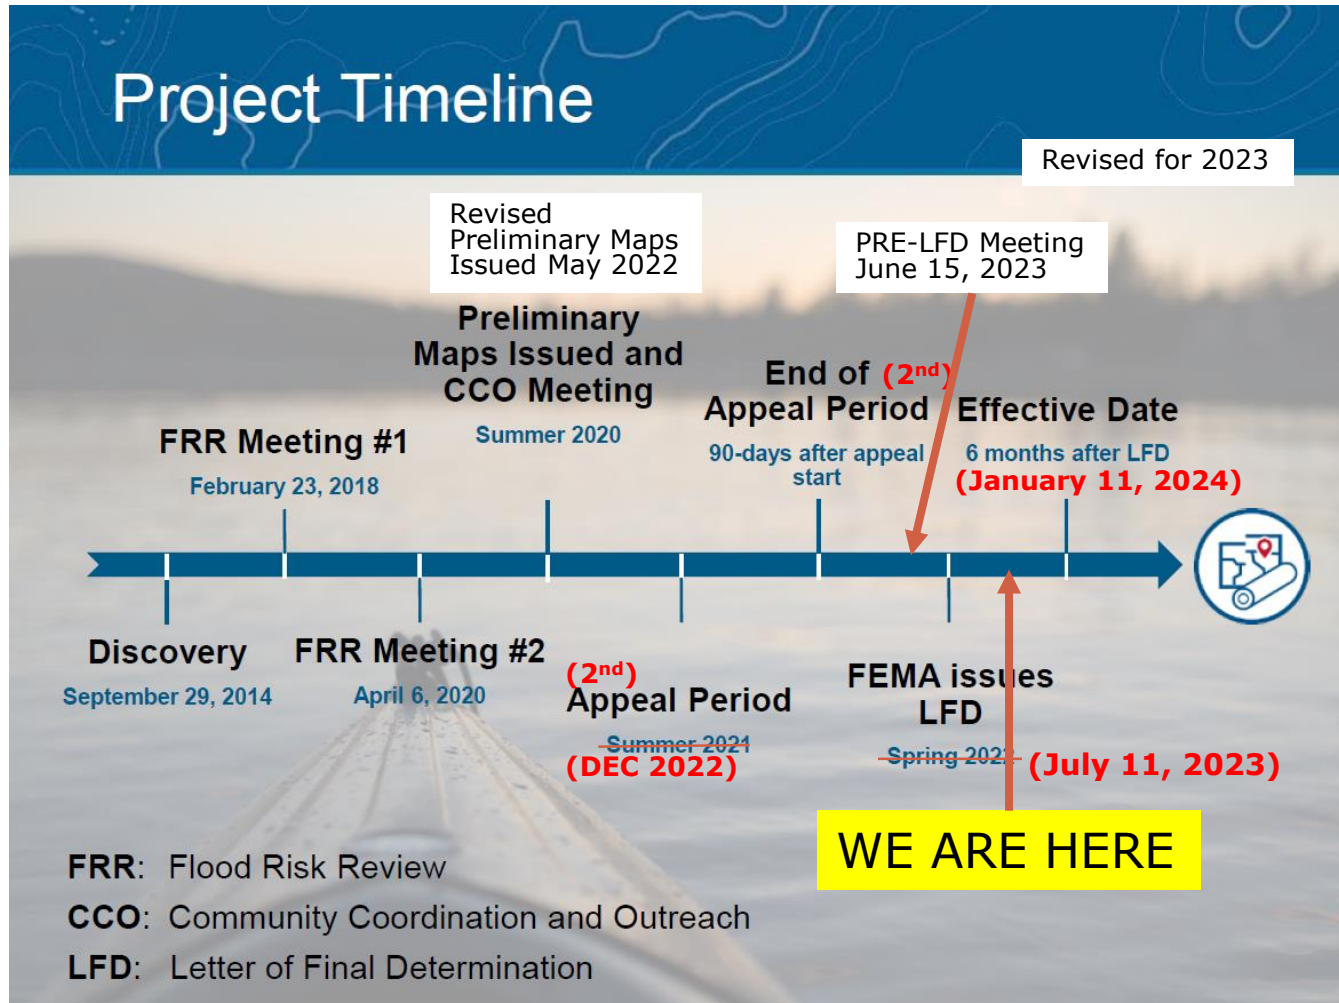 Project Timeline
Revised for 2023
Revised
Preliminary Maps
Issued May 2022
PRE-LFD Meeting
June 15, 2023
Preliminary
Maps Issued and
CCO Meeting
Summer 2020
End of (2nd)
Appeal Period
90-days after appeal
start
Effective Date
6 months after LFD
(January 11, 2024)
FRR Meeting #1
February 23, 2018
Discovery
September 29, 2014
FRR Meeting #2
April 6, 2020
(2nd)
Appeal Period
Summer 2021
(DEC 2022)
FEMA issues
LFD
Spring 2022 (July 11, 2023)
WE ARE HERE
FRR: Flood Risk Review
CCO: Community Coordination and Outreach
LFD: Letter of Final Determination